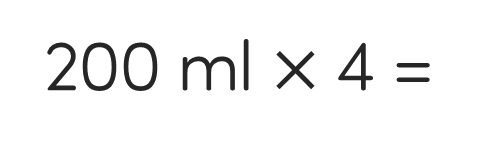 200 ml × 4 =